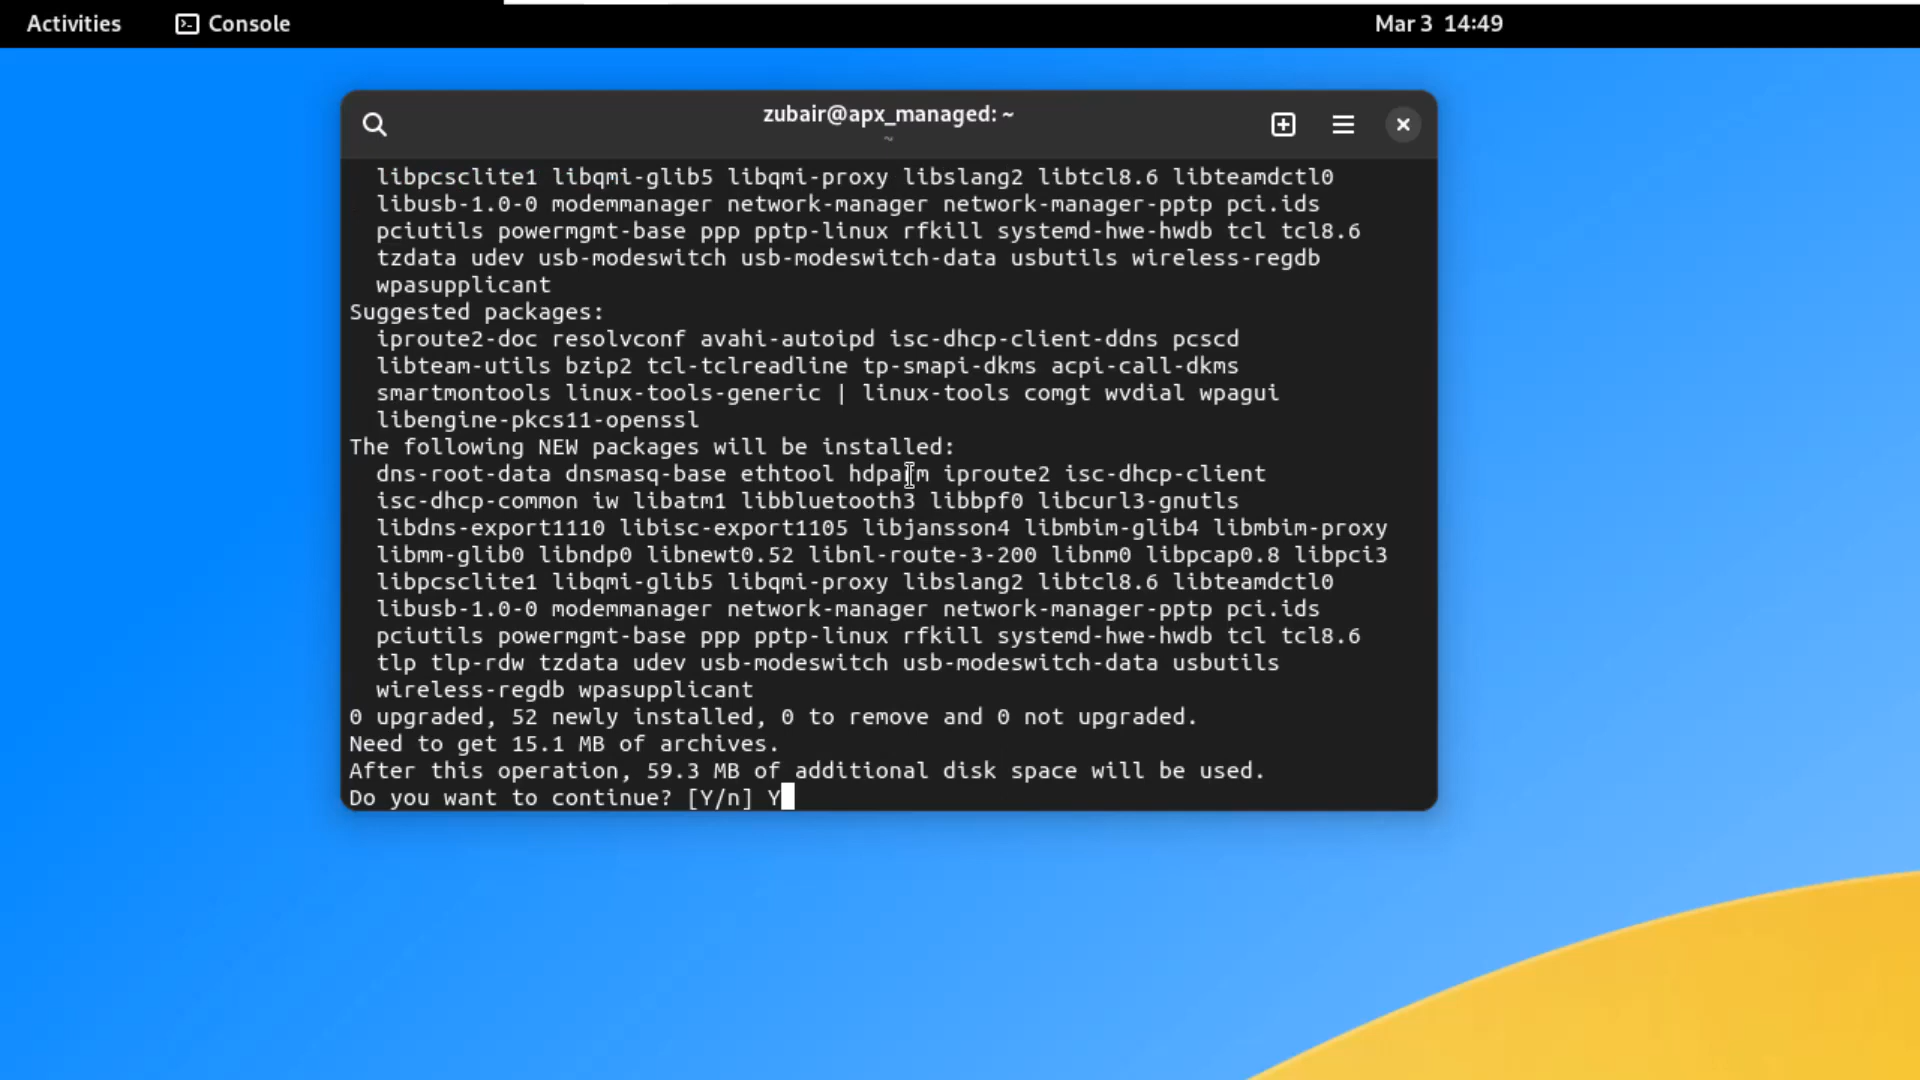 Activities Console Mar 3 14:49
zubair@apx_managed: ~
~
libpcsclite1 libqmi-glib5 libqmi-proxy libslang2 libtcl8.6 libteamdctl0
libusb-1.0-0 modemmanager network-manager network-manager-pptp pci.ids
pciutils powermgmt-base ppp pptp-linux rfkill systemd-hwe-hwdb tcl tcl8.6
tzdata udev usb-modeswitch usb-modeswitch-data usbutils wireless-regdb
wpasupplicant
Suggested packages:
iproute2-doc resolvconf avahi-autoipd isc-dhcp-client-ddns pcscd
libteam-utils bzip2 tcl-tclreadline tp-smapi-dkms acpi-call-dkms
smartmontools linux-tools-generic | linux-tools comgt wvdial wpagui
libengine-pkcs11-openssl
The following NEW packages will be installed:
dns-root-data dnsmasq-base ethtool hdparm iproute2 isc-dhcp-client
isc-dhcp-common iw libatm1 libbluetooth3 libbpf0 libcurl3-gnutls
libdns-export1110 libisc-export1105 libjansson4 libmbim-glib4 libmbim-proxy
libmm-glib0 libndp0 libnewt0.52 libnl-route-3-200 libnm0 libpcap0.8 libpci3
libpcsclite1 libqmi-glib5 libqmi-proxy libslang2 libtcl8.6 libteamdctl0
libusb-1.0-0 modemmanager network-manager network-manager-pptp pci.ids
pciutils powermgmt-base ppp pptp-linux rfkill systemd-hwe-hwdb tcl tcl8.6
tlp tlp-rdw tzdata udev usb-modeswitch usb-modeswitch-data usbutils
wireless-regdb wpasupplicant
0 upgraded, 52 newly installed, 0 to remove and 0 not upgraded.
Need to get 15.1 MB of archives.
After this operation, 59.3 MB of additional disk space will be used.
Do you want to continue? [Y/n] Y